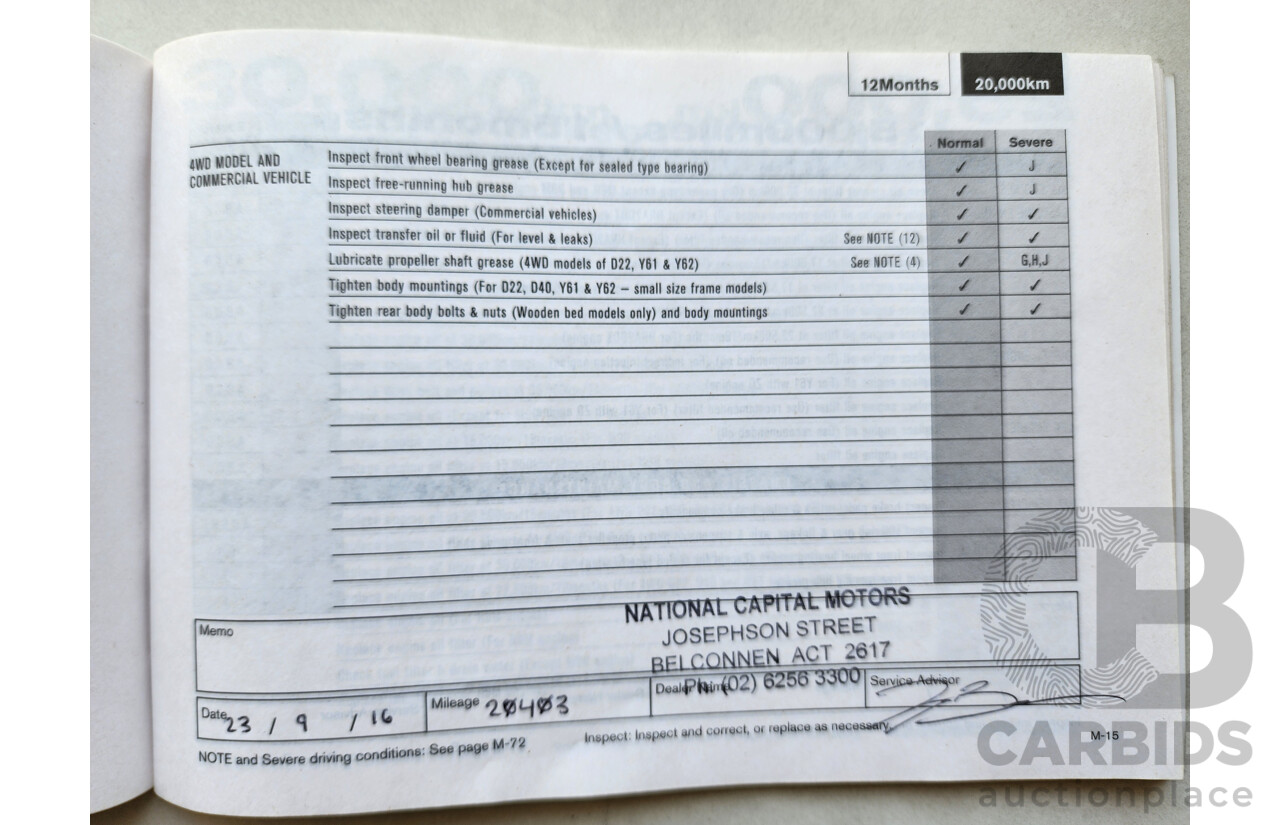 12Months 20,000km
Normal Severe
4WD MODEL AND
COMMERCIAL VEHICLE
Inspect front wheel bearing grease (Except for sealed type bearing) ✓ J
Inspect free-running hub grease ✓ J
Inspect steering damper (Commercial vehicles) ✓ ✓
Inspect transfer oil or fluid (For level & leaks) See NOTE (12) ✓ ✓
Lubricate propeller shaft grease (4WD models of D22, Y61 & Y62) See NOTE (4) ✓ G,H,J
Tighten body mountings (For D22, D40, Y61 & Y62 – small size frame models) ✓ ✓
Tighten rear body bolts & nuts (Wooden bed models only) and body mountings ✓ ✓
Memo
NATIONAL CAPITAL MOTORS
JOSEPHSON STREET
BELCONNEN ACT 2617
Ph: (02) 6256 3300
Date 23 / 9 / 16 Mileage 20403 Dealer Name Service Advisor
NOTE and Severe driving conditions: See page M-72 Inspect: Inspect and correct, or replace as necessary. M-15
CARBIDS
auctionplace